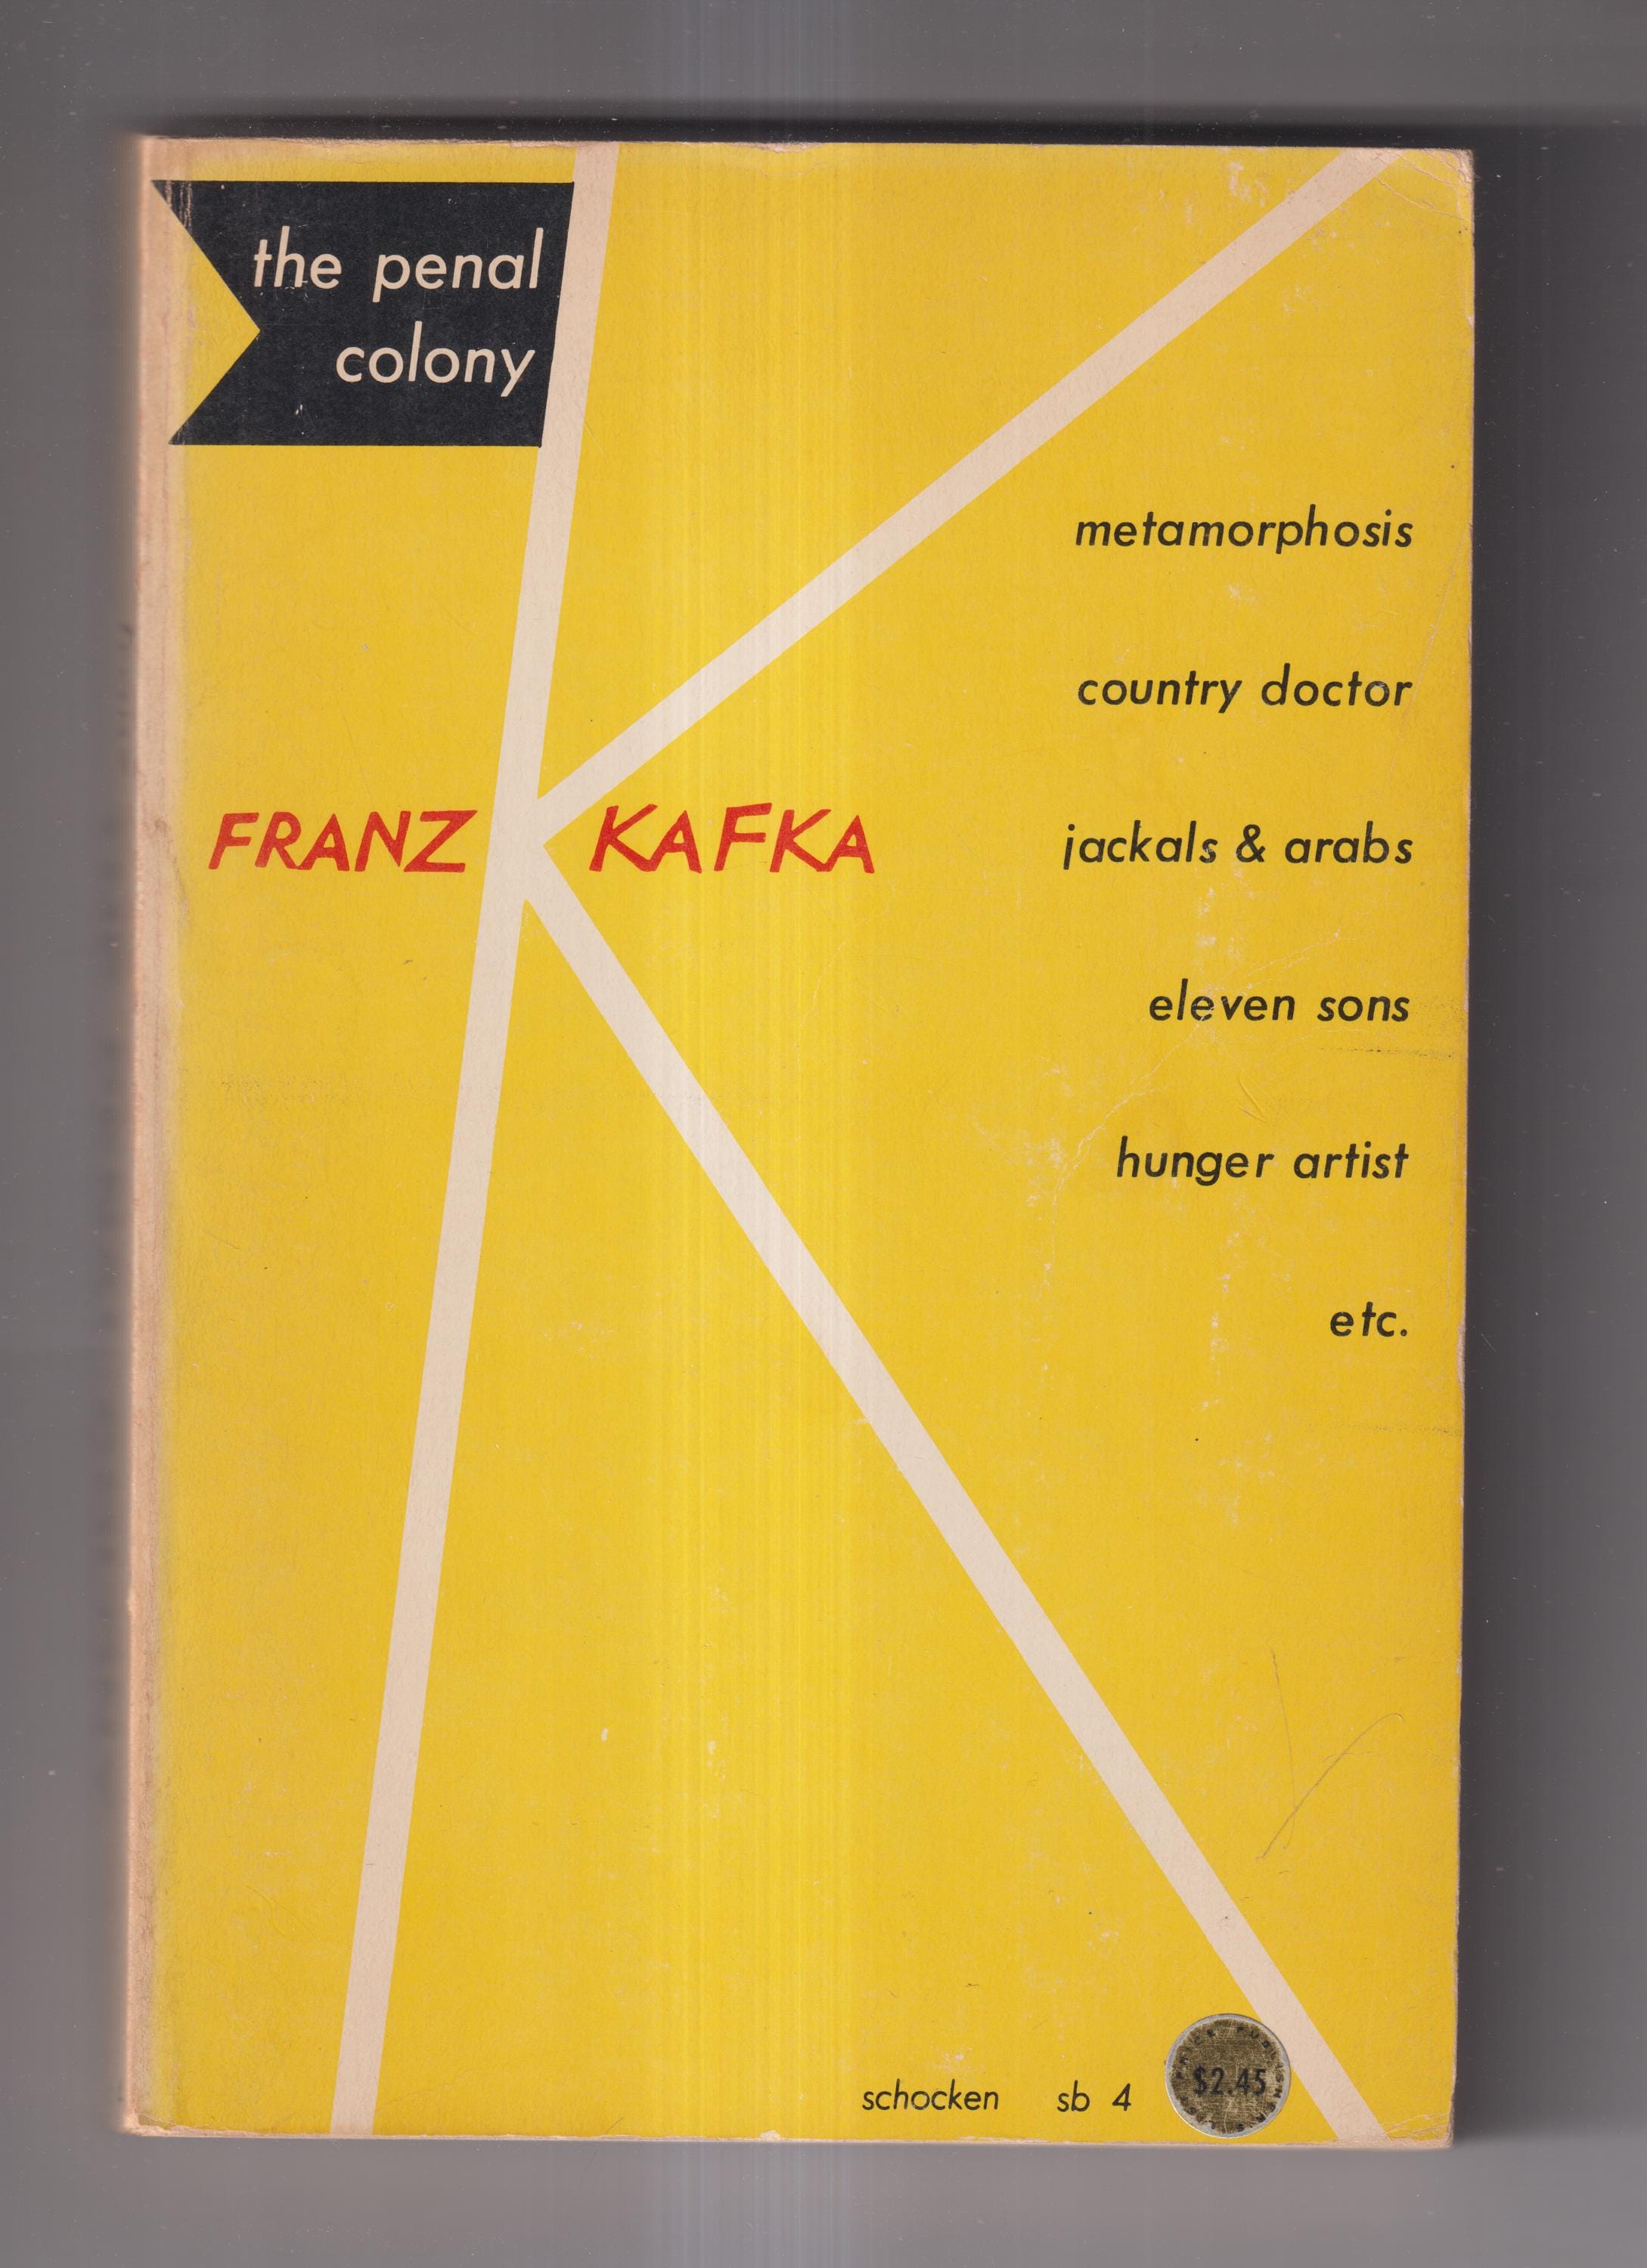 the penal
colony
metamorphosis
country doctor
FRANZ KAFKA
jackals & arabs
eleven sons
hunger artist
etc.
schocken sb 4
$2.45